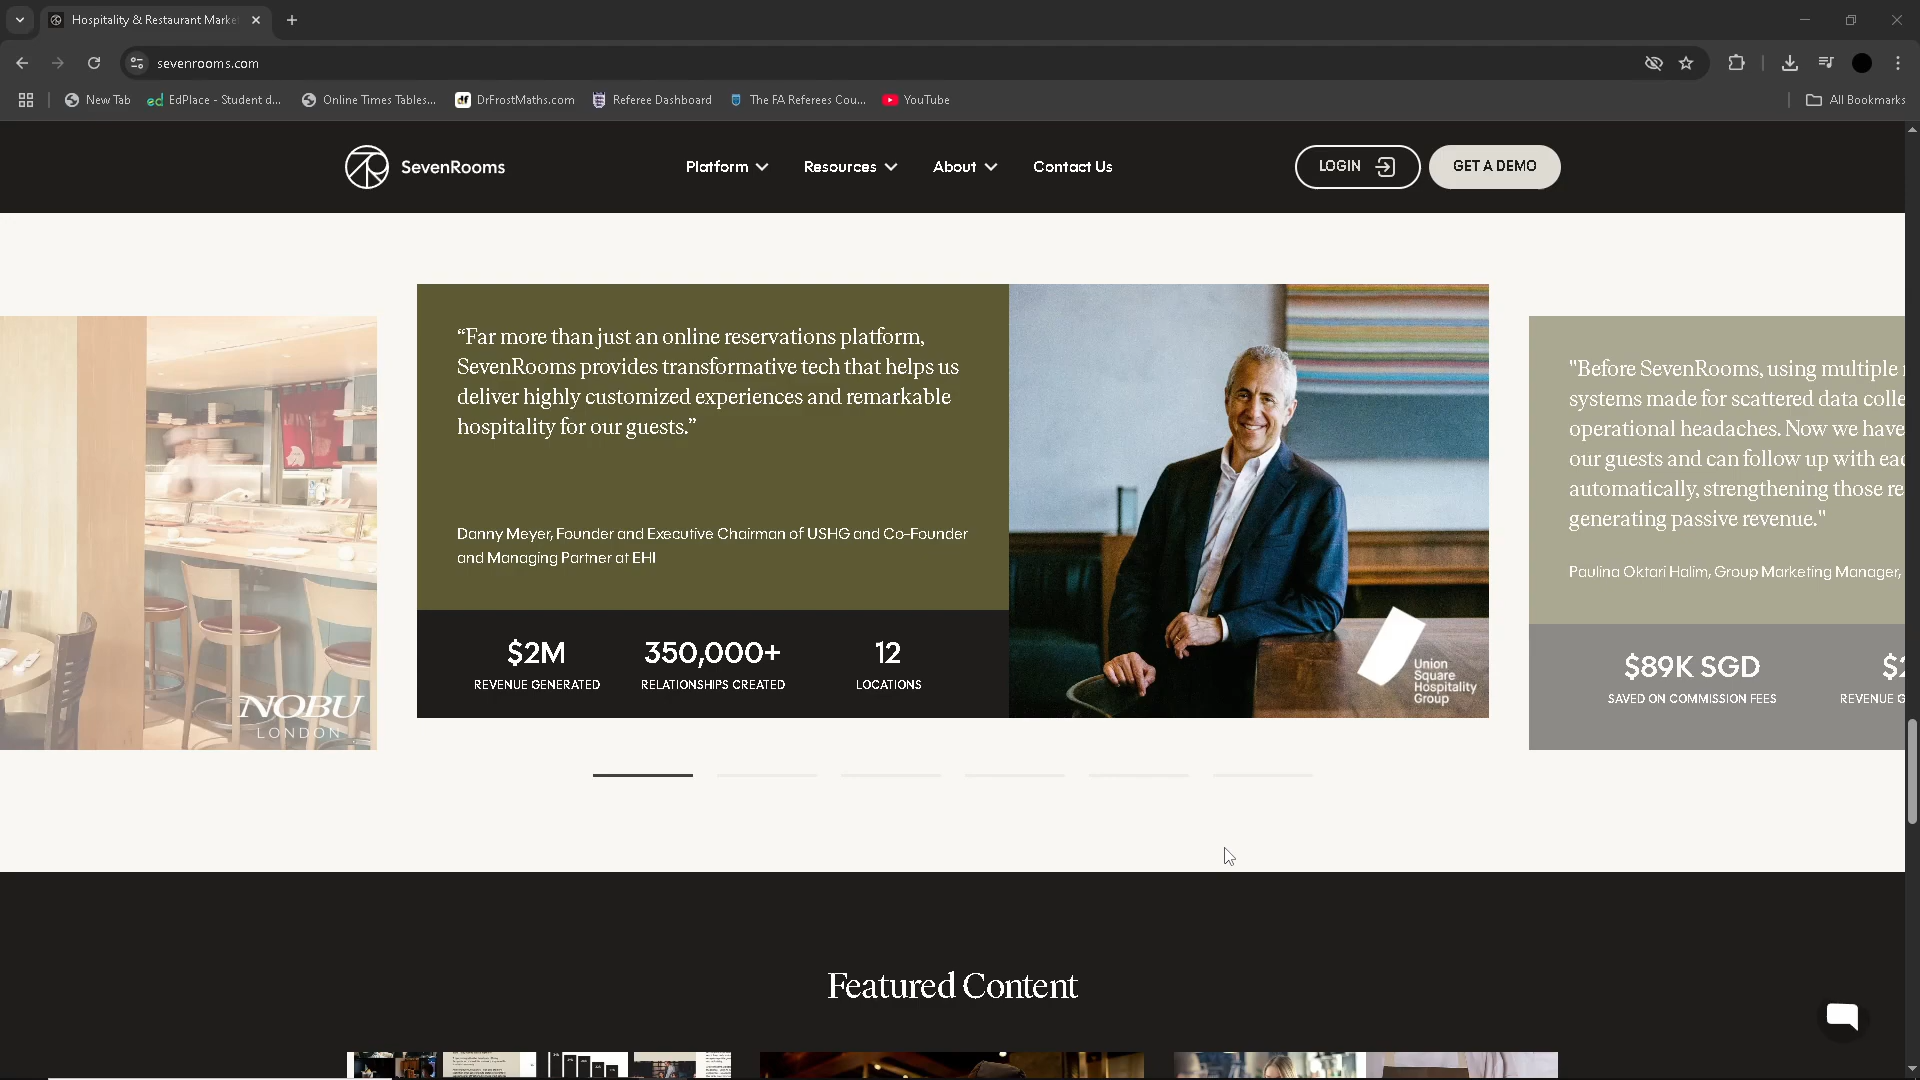 Hospitality & Restaurant Marke
sevenrooms.com
New Tab
EdPlace - Student d...
Online Times Tables...
DrFrostMaths.com
Referee Dashboard
The FA Referees Cou...
YouTube
All Bookmarks
SevenRooms
Platform
Resources
About
Contact Us
LOGIN
GET A DEMO
NOBU
LONDON
“Far more than just an online reservations platform,
SevenRooms provides transformative tech that helps us
deliver highly customized experiences and remarkable
hospitality for our guests.”
Danny Meyer, Founder and Executive Chairman of USHG and Co-Founder
and Managing Partner at EHI
$2M
REVENUE GENERATED
350,000+
RELATIONSHIPS CREATED
12
LOCATIONS
Union
Square
Hospitality
Group
"Before SevenRooms, using multiple
systems made for scattered data colle
operational headaches. Now we have
our guests and can follow up with eac
automatically, strengthening those re
generating passive revenue."
Paulina Oktari Halim, Group Marketing Manager,
$89K SGD
SAVED ON COMMISSION FEES
REVENUE G
Featured Content